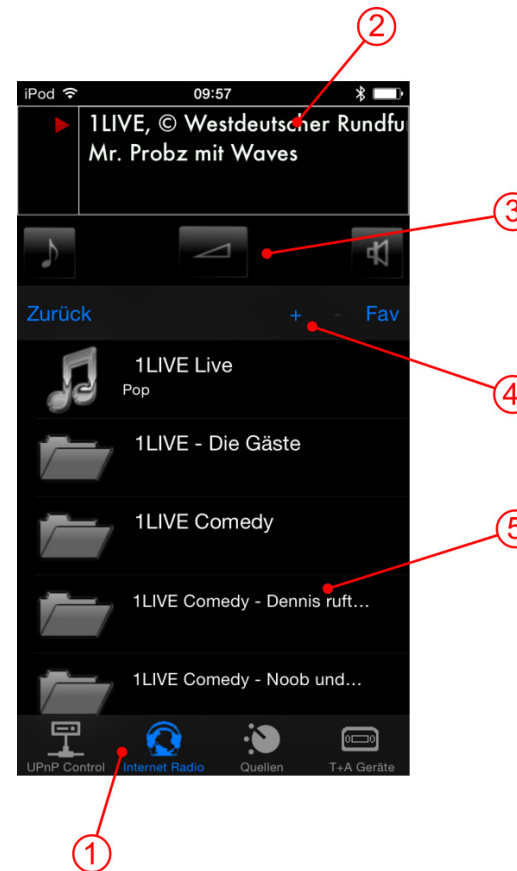 2
iPod 09:57
1LIVE, © Westdeutscher Rundfu
Mr. Probz mit Waves
3
Zurück + - Fav
4
1LIVE Live
Pop
1LIVE - Die Gäste
1LIVE Comedy
5
1LIVE Comedy - Dennis ruft...
1LIVE Comedy - Noob und...
UPnP Control Internet Radio Quellen T+A Geräte
1